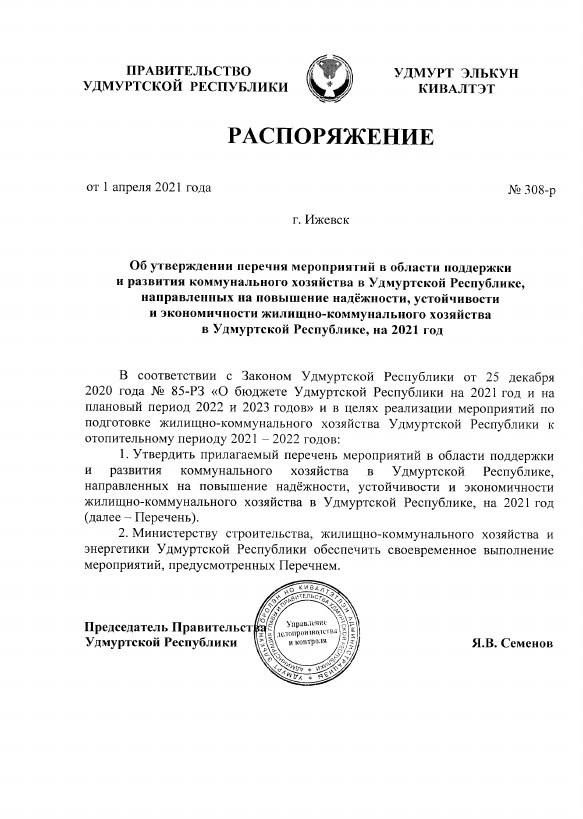 ПРАВИТЕЛЬСТВО
УДМУРТСКОЙ РЕСПУБЛИКИ
УДМУРТ ЭЛЬКУН
КИВАЛТЭТ
РАСПОРЯЖЕНИЕ
от 1 апреля 2021 года
№ 308-р
г. Ижевск
Об утверждении перечня мероприятий в области поддержки
и развития коммунального хозяйства в Удмуртской Республике,
направленных на повышение надёжности, устойчивости
и экономичности жилищно-коммунального хозяйства
в Удмуртской Республике, на 2021 год
В соответствии с Законом Удмуртской Республики от 25 декабря
2020 года № 85-РЗ «О бюджете Удмуртской Республики на 2021 год и на
плановый период 2022 и 2023 годов» и в целях реализации мероприятий по
подготовке жилищно-коммунального хозяйства Удмуртской Республики к
отопительному периоду 2021 – 2022 годов:
1. Утвердить прилагаемый перечень мероприятий в области поддержки
и развития коммунального хозяйства в Удмуртской Республике,
направленных на повышение надёжности, устойчивости и экономичности
жилищно-коммунального хозяйства в Удмуртской Республике, на 2021 год
(далее – Перечень).
2. Министерству строительства, жилищно-коммунального хозяйства и
энергетики Удмуртской Республики обеспечить своевременное выполнение
мероприятий, предусмотренных Перечнем.
Председатель Правительства
Удмуртской Республики
Я.В. Семенов
Управление
делопроизводства
и контроля